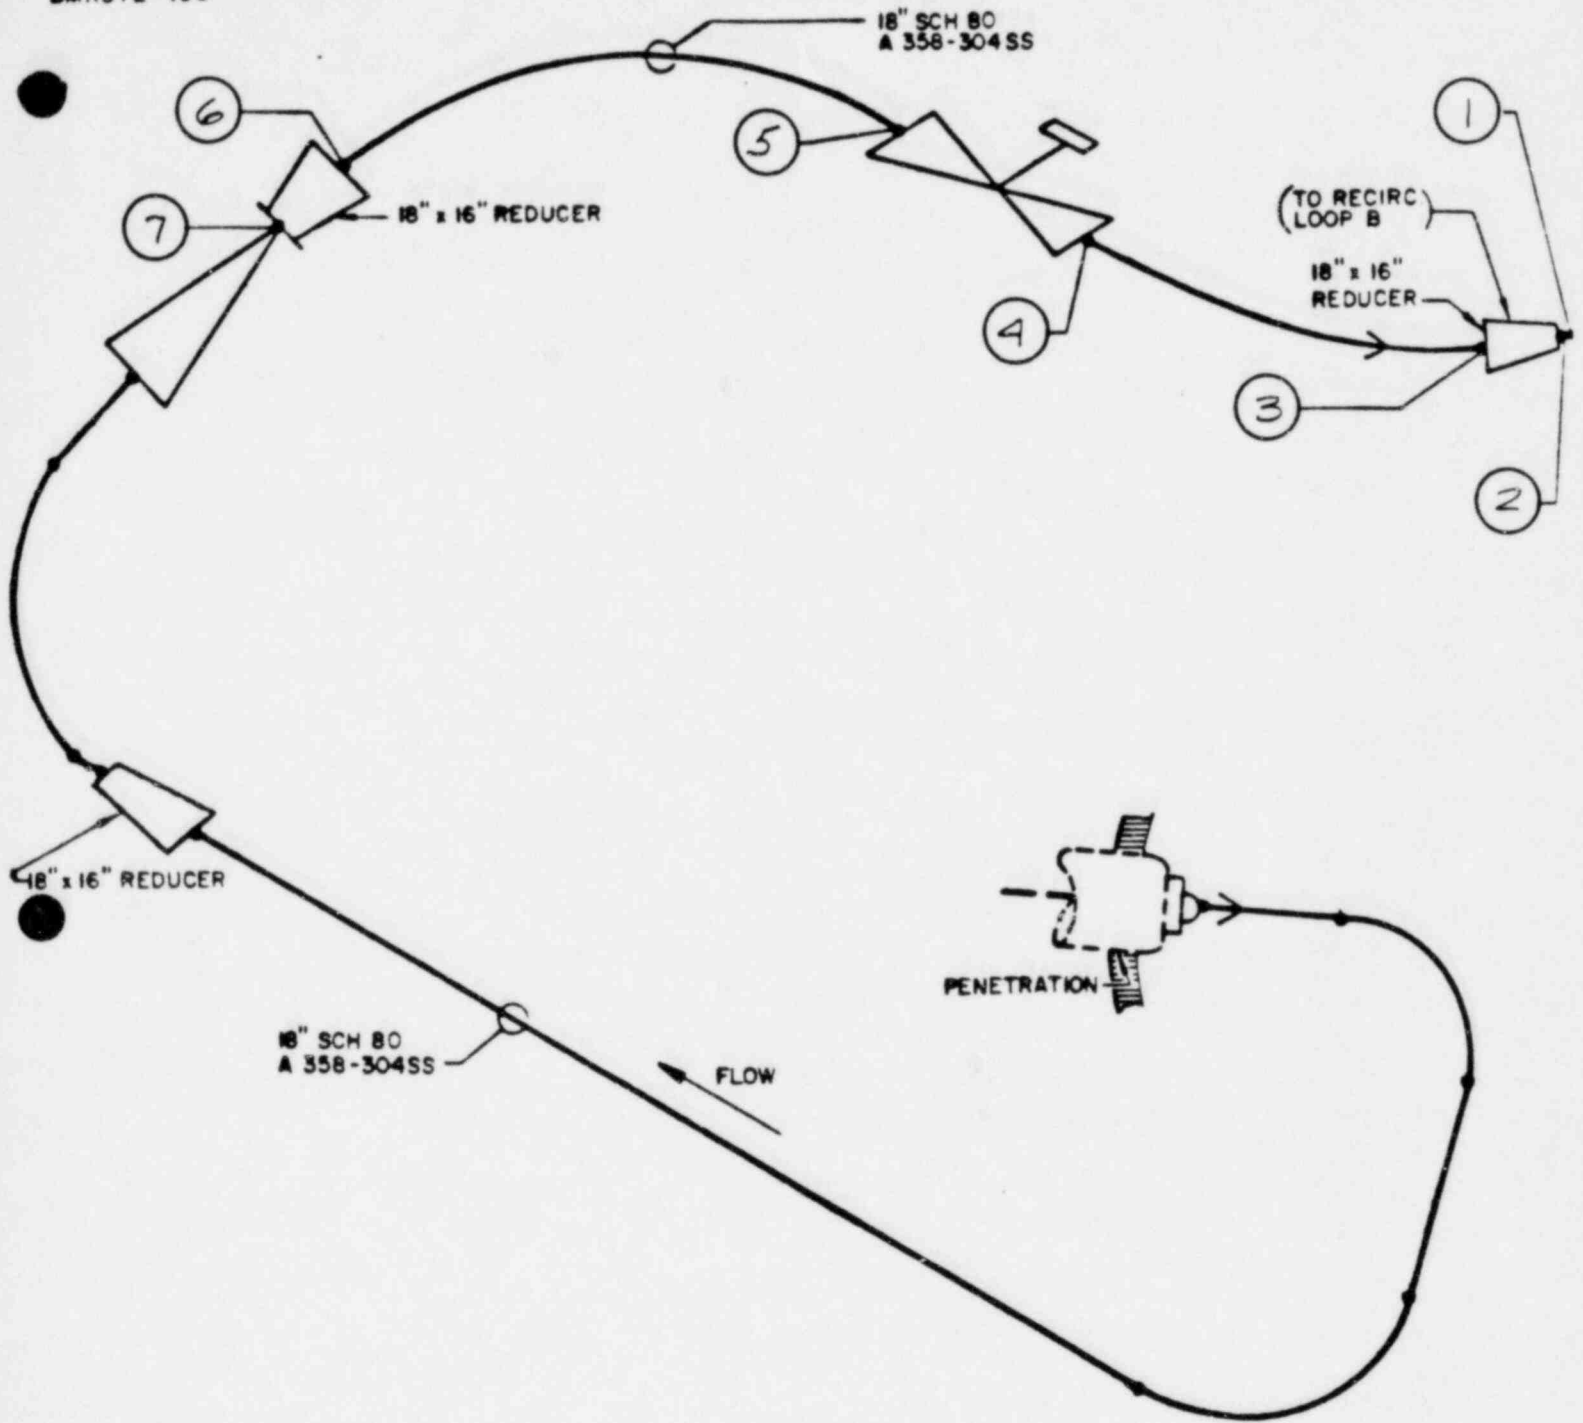 18" SCH 80
A 358-304SS
6
5
1
7
18" x 16" REDUCER
(TO RECIRC
LOOP B)
18" x 16"
REDUCER
4
3
2
18" x 16" REDUCER
PENETRATION
18" SCH 80
A 358-304SS
FLOW